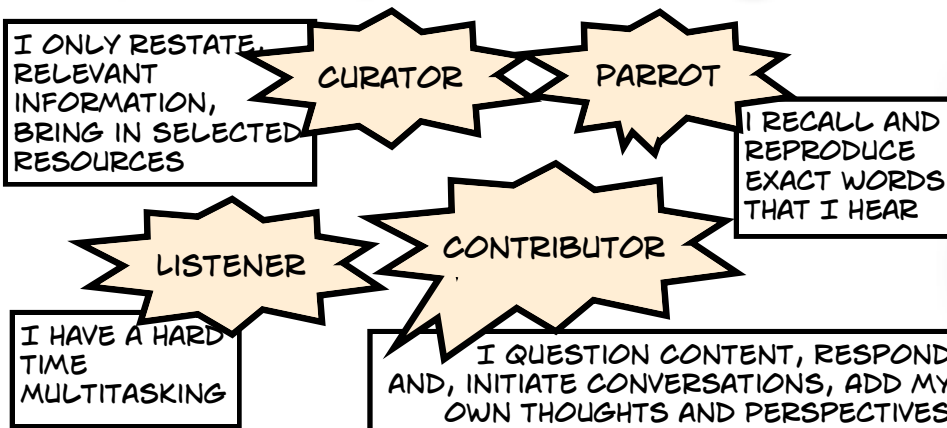 I ONLY RESTATE,
RELEVANT
INFORMATION,
BRING IN SELECTED
RESOURCES
CURATOR
PARROT
I RECALL AND
REPRODUCE
EXACT WORDS
THAT I HEAR
LISTENER
I HAVE A HARD
TIME
MULTITASKING
CONTRIBUTOR
I QUESTION CONTENT, RESPOND
AND, INITIATE CONVERSATIONS, ADD MY
OWN THOUGHTS AND PERSPECTIVES